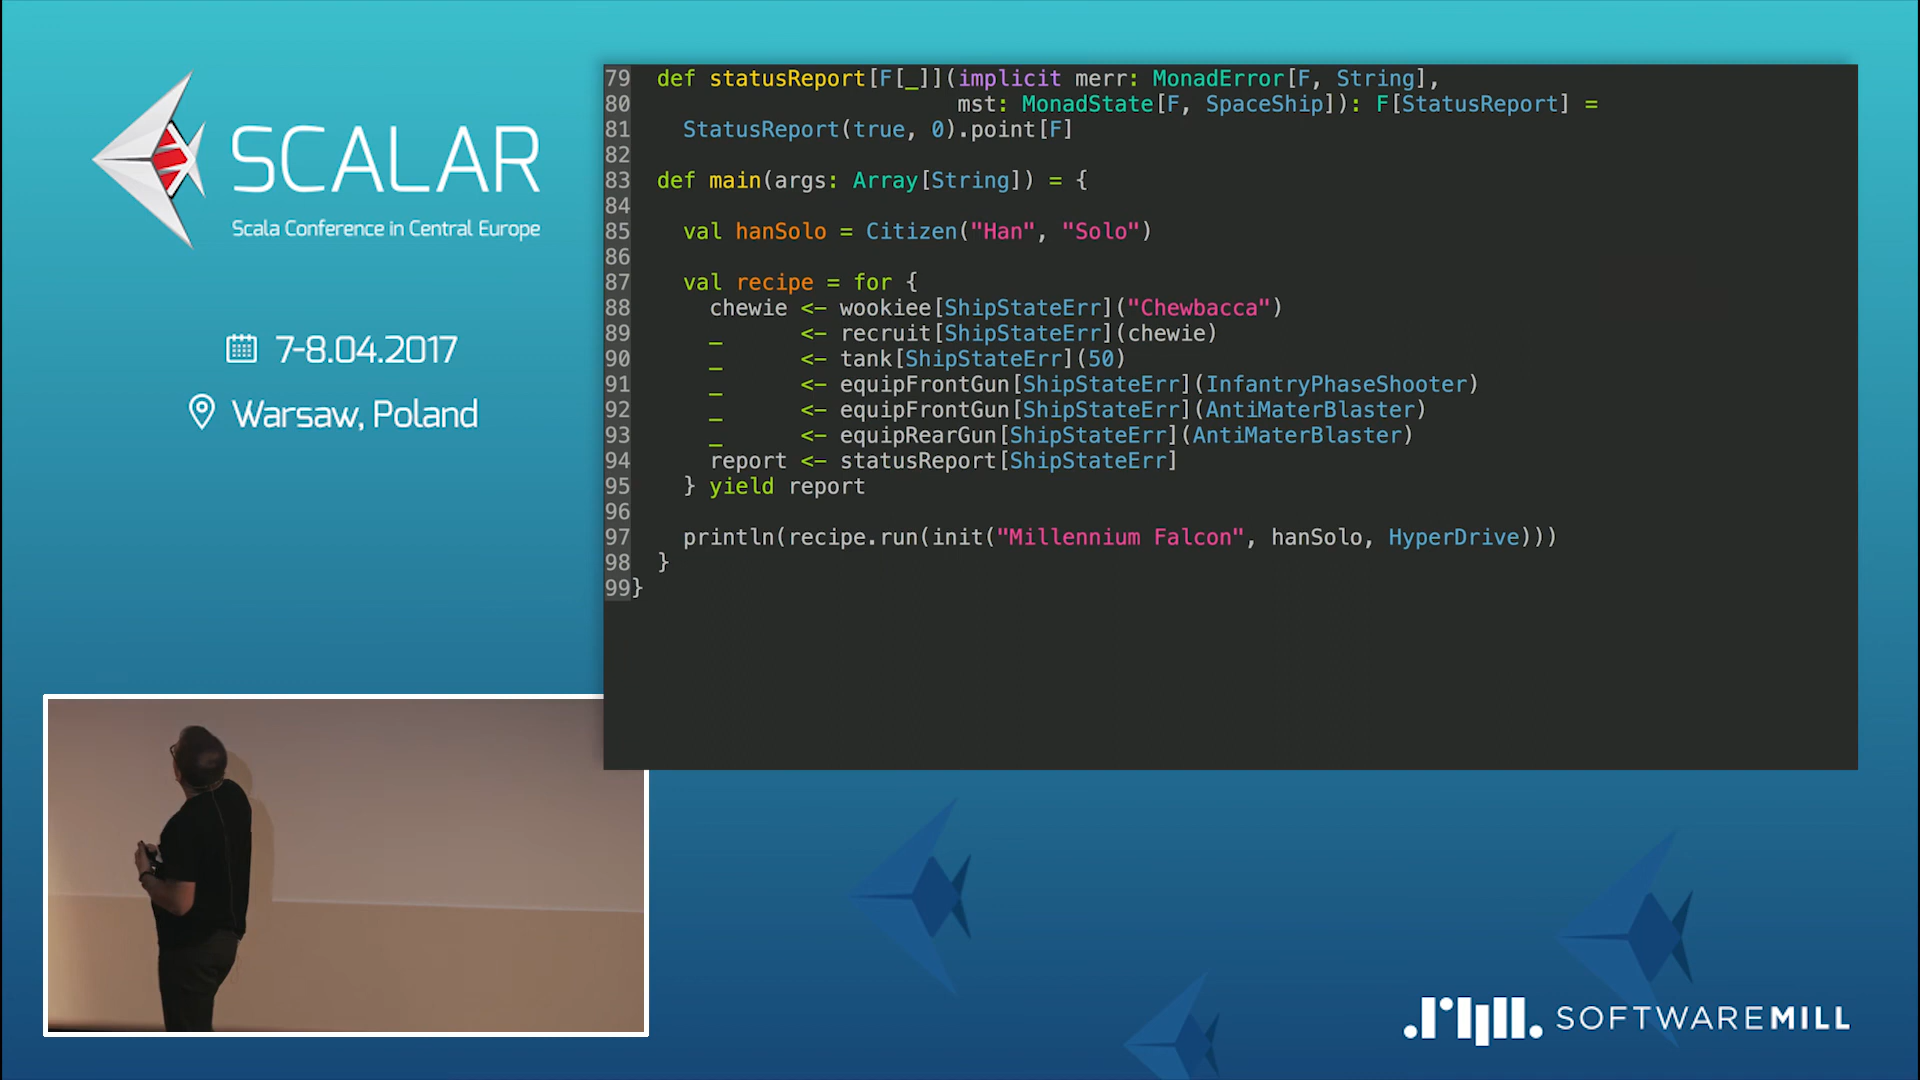 SCALAR
Scala Conference in Central Europe
7-8.04.2017
Warsaw, Poland
79 def statusReport[F[_]](implicit merr: MonadError[F, String],
80 mst: MonadState[F, SpaceShip]): F[StatusReport] =
81 StatusReport(true, 0).point[F]
82
83 def main(args: Array[String]) = {
84
85 val hanSolo = Citizen("Han", "Solo")
86
87 val recipe = for {
88 chewie <- wookiee[ShipStateErr]("Chewbacca")
89 _ <- recruit[ShipStateErr](chewie)
90 _ <- tank[ShipStateErr](50)
91 _ <- equipFrontGun[ShipStateErr](InfantryPhaseShooter)
92 _ <- equipFrontGun[ShipStateErr](AntiMaterBlaster)
93 _ <- equipRearGun[ShipStateErr](AntiMaterBlaster)
94 report <- statusReport[ShipStateErr]
95 } yield report
96
97 println(recipe.run(init("Millennium Falcon", hanSolo, HyperDrive)))
98 }
99 }
SOFTWAREMILL